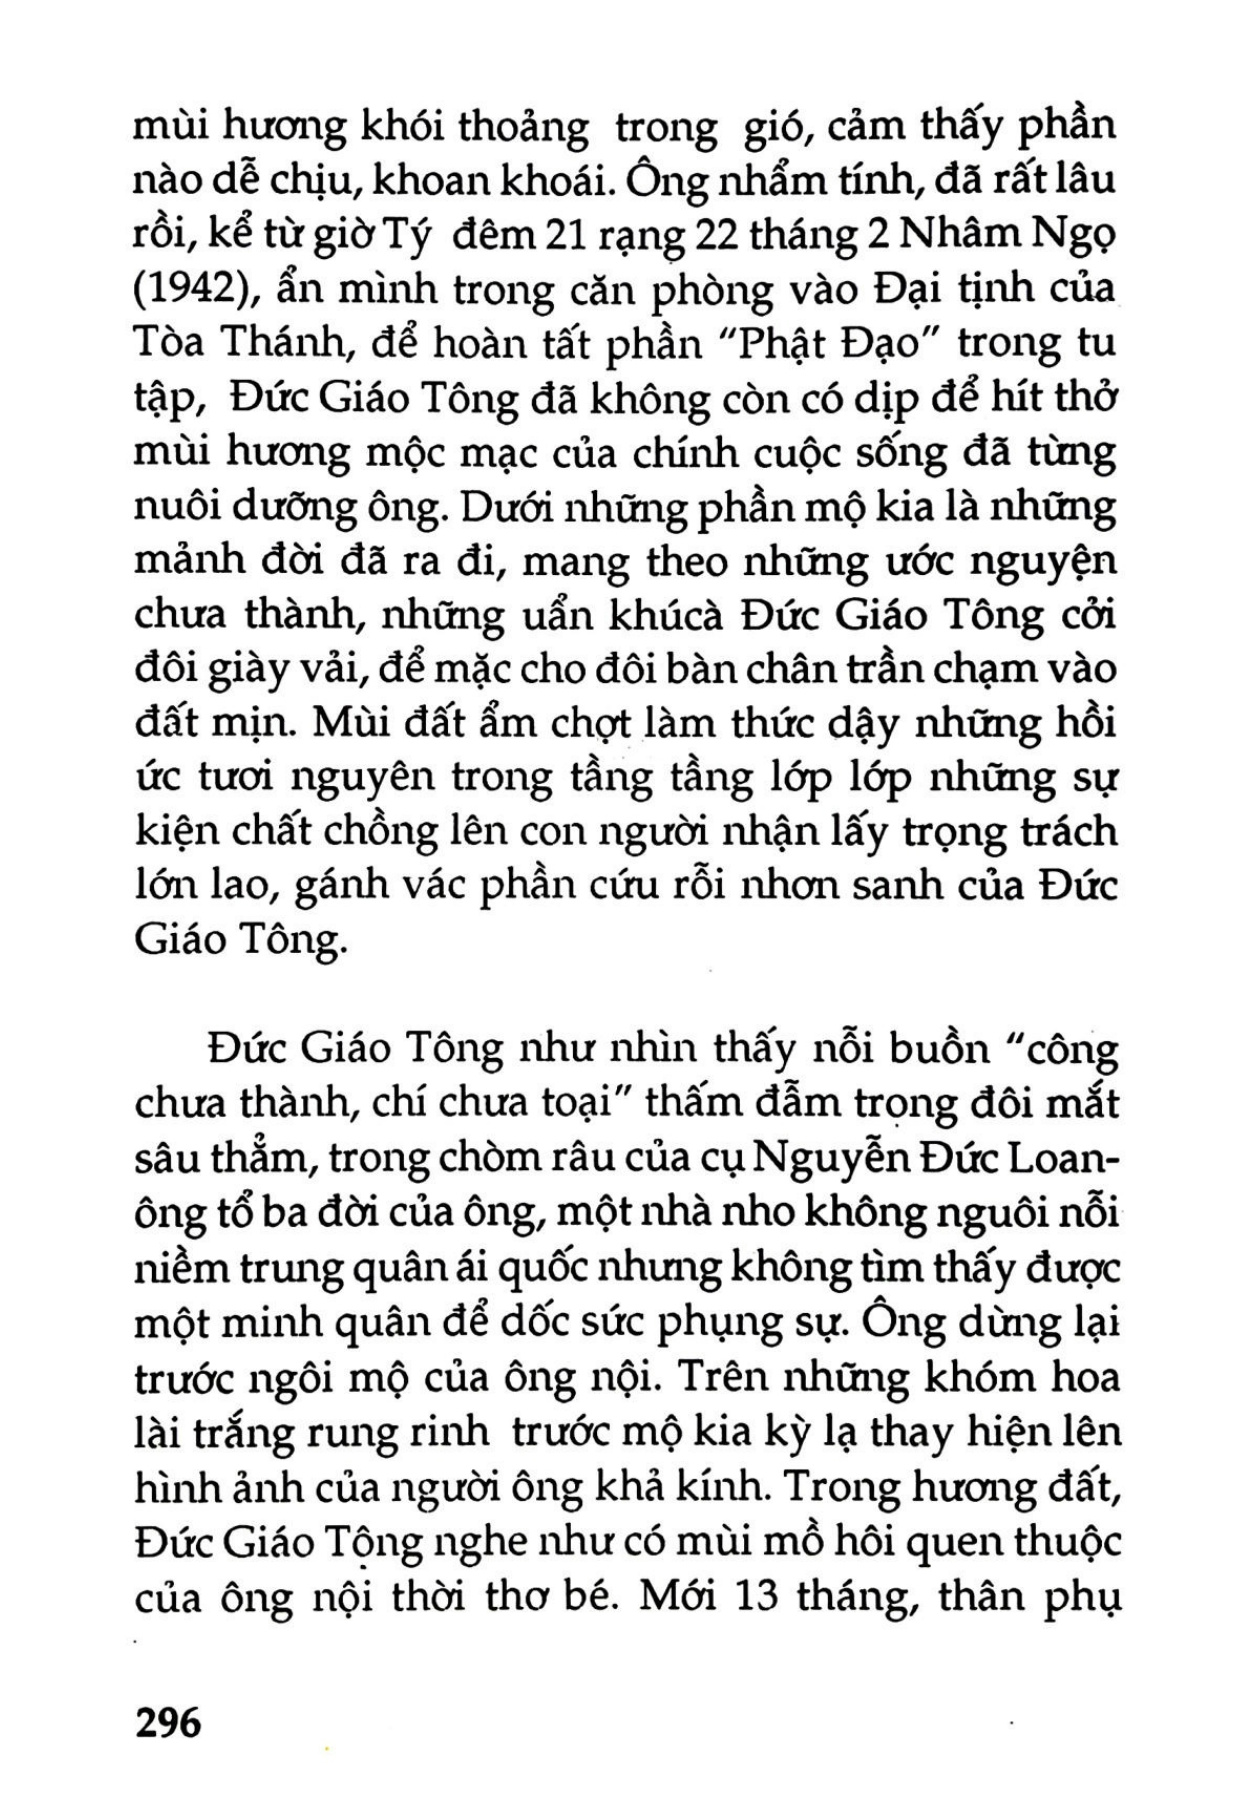 mùi hương khói thoảng trong gió, cảm thấy phần
nào dễ chịu, khoan khoái. Ông nhẩm tính, đã rất lâu
rồi, kể từ giờ Tý đêm 21 rạng 22 tháng 2 Nhâm Ngọ
(1942), ẩn mình trong căn phòng vào Đại tịnh của
Tòa Thánh, để hoàn tất phần “Phật Đạo” trong tu
tập, Đức Giáo Tông đã không còn có dịp để hít thở
mùi hương mộc mạc của chính cuộc sống đã từng
nuôi dưỡng ông. Dưới những phần mộ kia là những
mảnh đời đã ra đi, mang theo những ước nguyện
chưa thành, những uẩn khúcà Đức Giáo Tông cởi
đôi giày vải, để mặc cho đôi bàn chân trần chạm vào
đất mịn. Mùi đất ẩm chợt làm thức dậy những hồi
ức tươi nguyên trong tầng tầng lớp lớp những sự
kiện chất chồng lên con người nhận lấy trọng trách
lớn lao, gánh vác phần cứu rỗi nhơn sanh của Đức
Giáo Tông.
Đức Giáo Tông như nhìn thấy nỗi buồn “công
chưa thành, chí chưa toại” thấm đẫm trong đôi mắt
sâu thẳm, trong chòm râu của cụ Nguyễn Đức Loan-
ông tổ ba đời của ông, một nhà nho không nguôi nỗi
niềm trung quân ái quốc nhưng không tìm thấy được
một minh quân để dốc sức phụng sự. Ông dừng lại
trước ngôi mộ của ông nội. Trên những khóm hoa
lài trắng rung rinh trước mộ kia kỳ lạ thay hiện lên
hình ảnh của người ông khả kính. Trong hương đất,
Đức Giáo Tông nghe như có mùi mồ hôi quen thuộc
của ông nội thời thơ bé. Mới 13 tháng, thân phụ
296